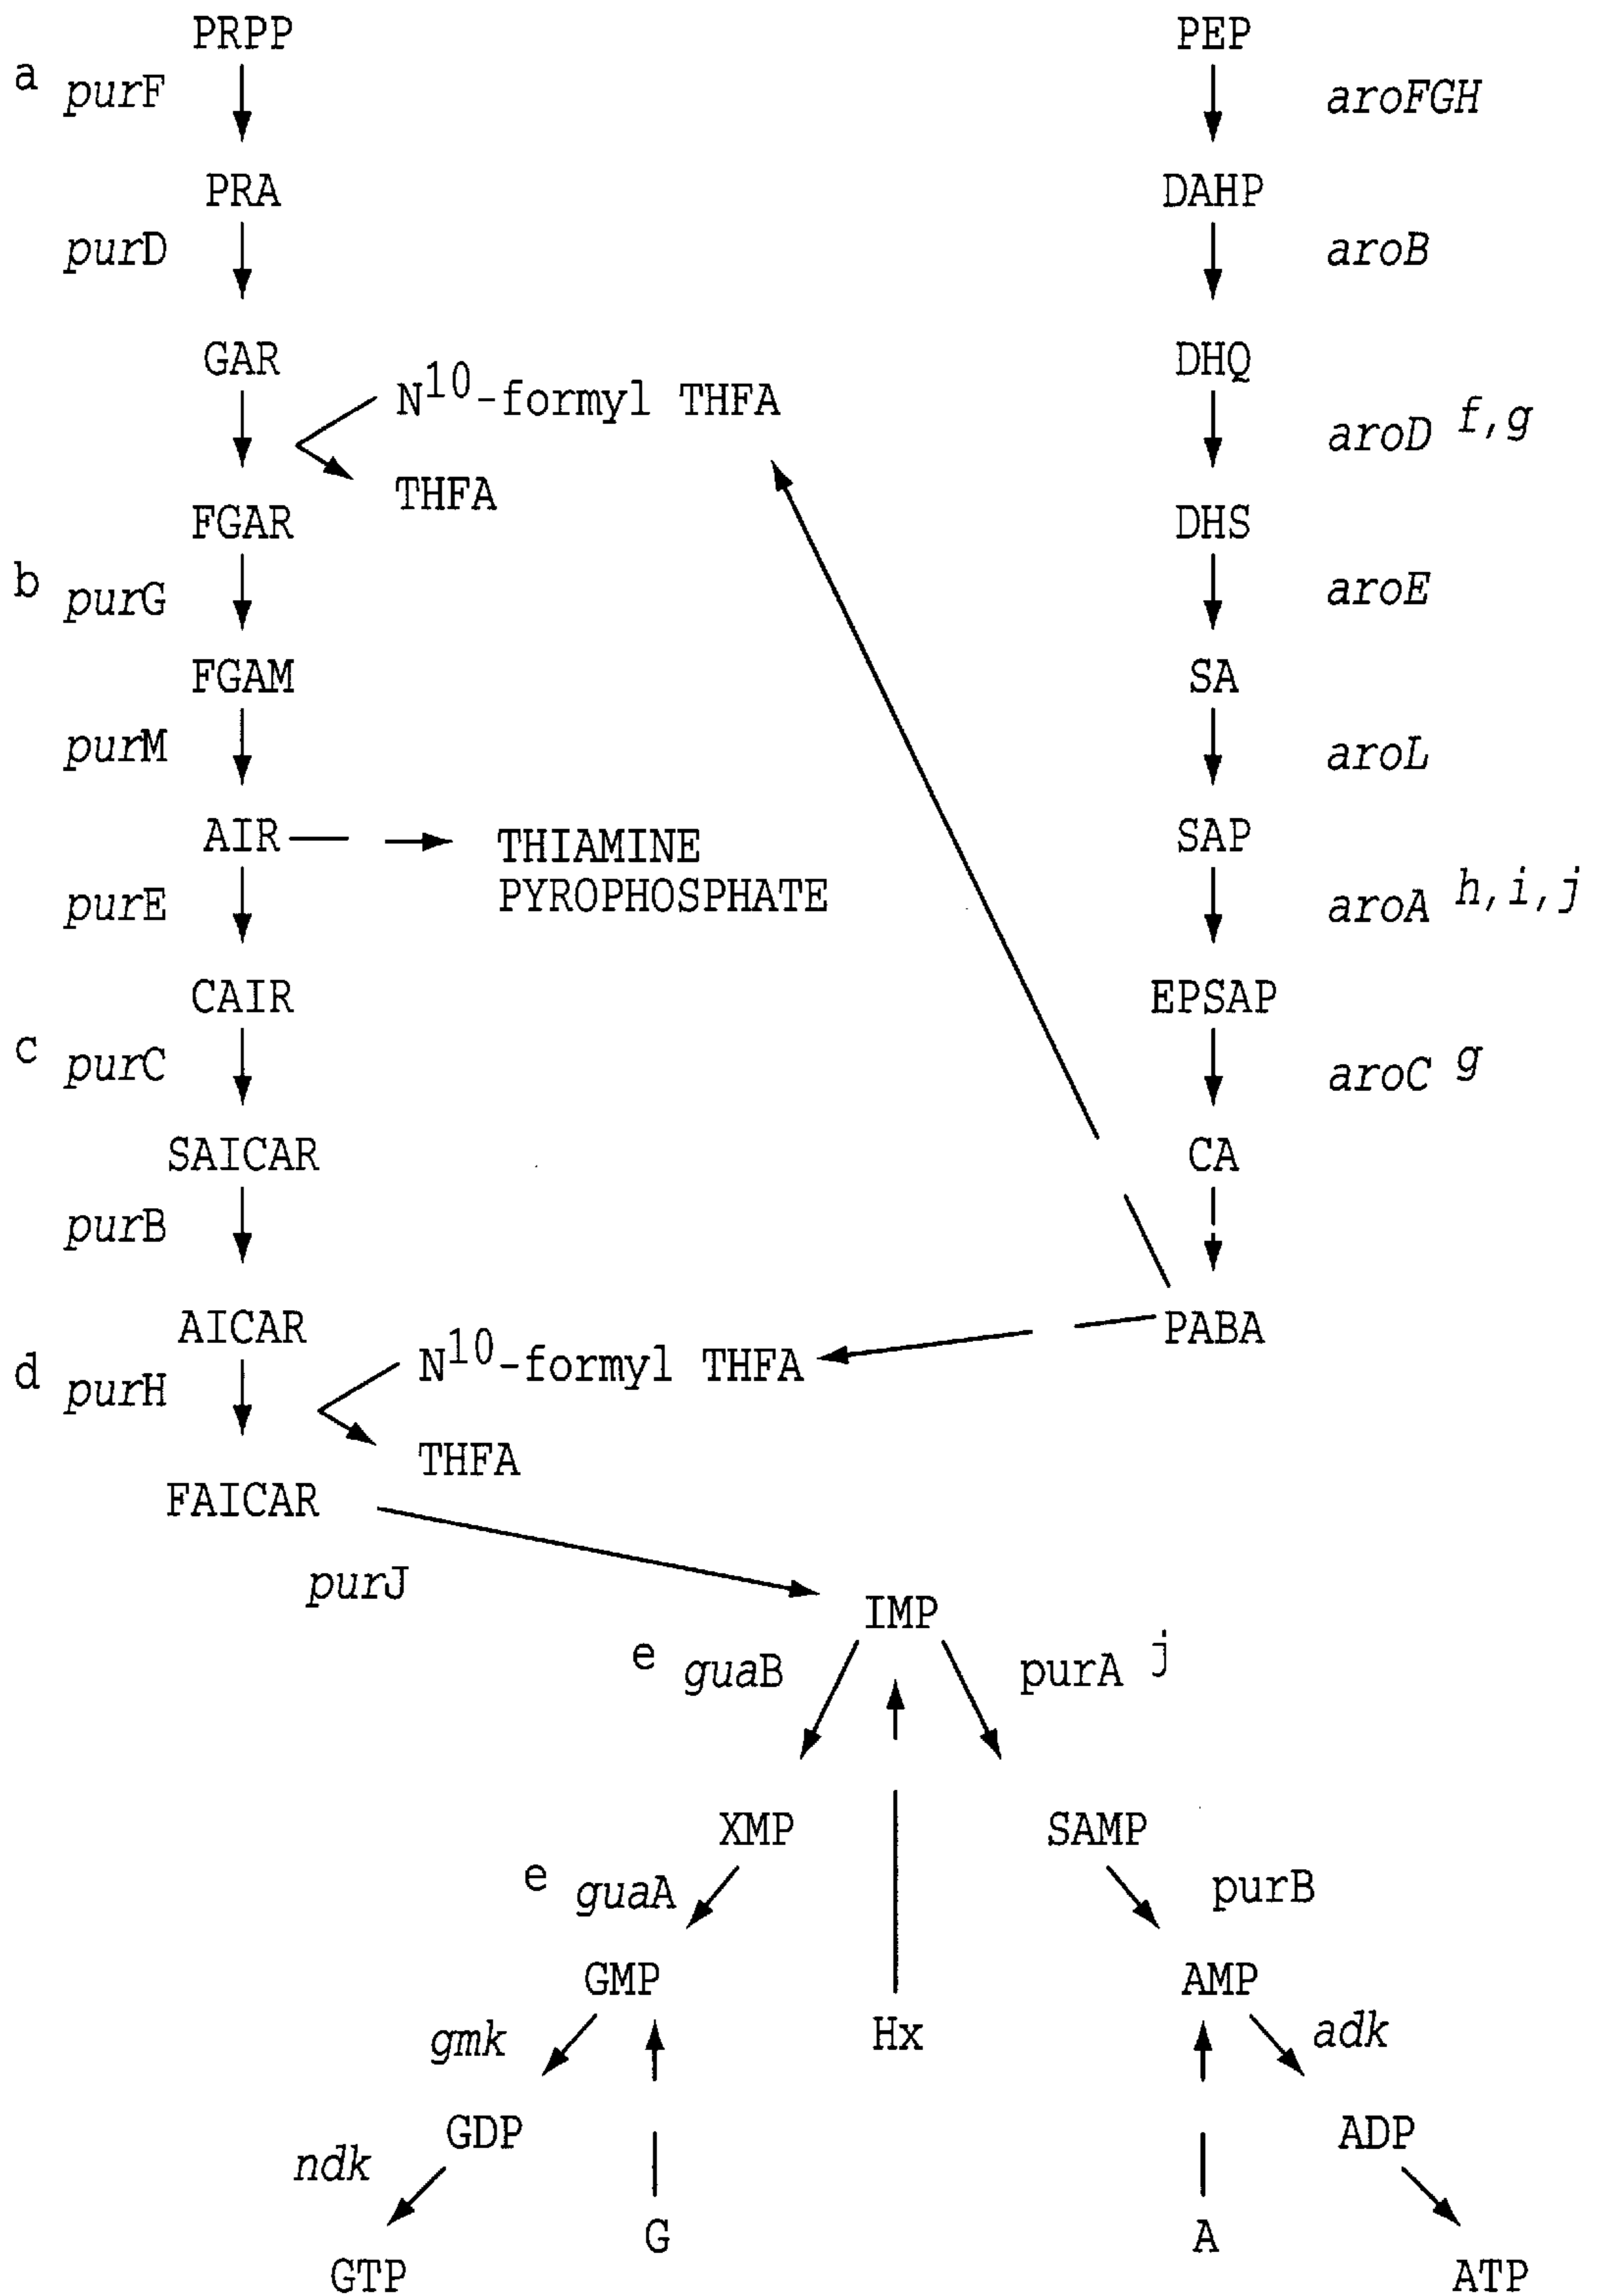 PRPP
a purF
PRA
purD
GAR
N10-formyl THFA
THFA
FGAR
b purG
FGAM
purM
AIR
THIAMINE
PYROPHOSPHATE
purE
CAIR
c purC
SAICAR
purB
AICAR
d purH
N10-formyl THFA
THFA
FAICAR
purJ
PEP
aroFGH
DAHP
aroB
DHQ
aroD f,g
DHS
aroE
SA
aroL
SAP
aroA h,i,j
EPSAP
aroC g
CA
PABA
IMP
e guaB
purA j
XMP
SAMP
e guaA
purB
GMP
Hx
AMP
gmk
adk
GDP
ADP
ndk
G
A
GTP
ATP